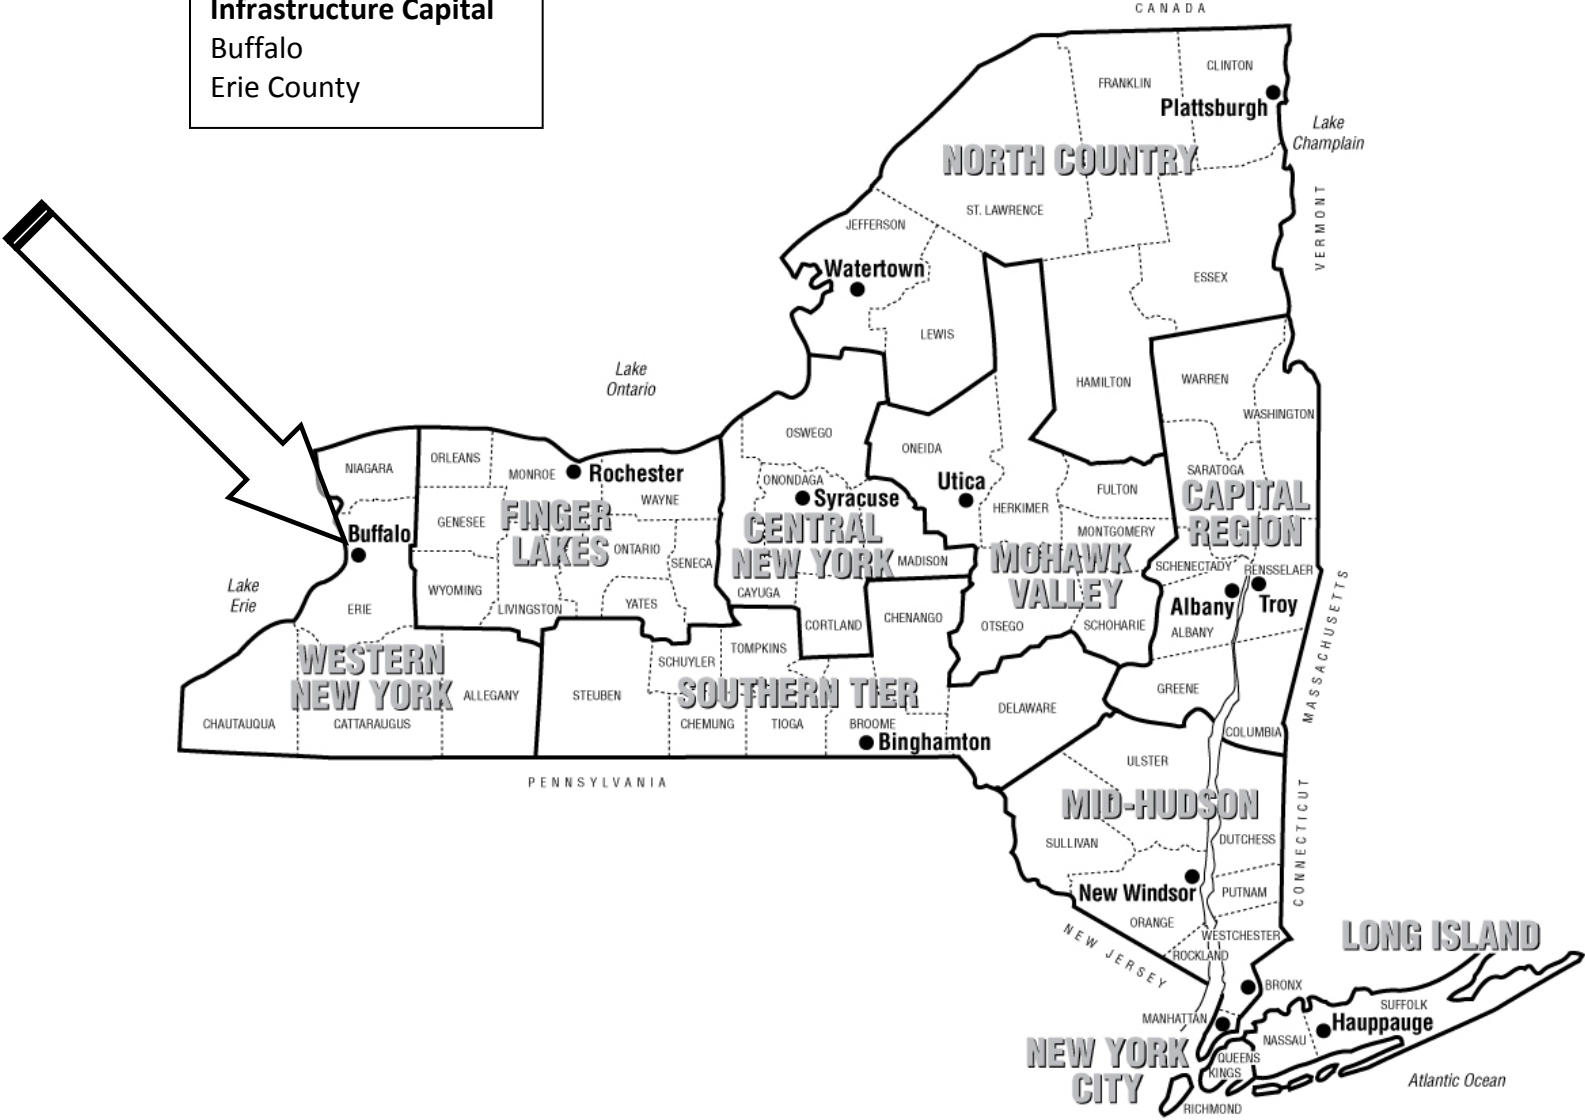 Infrastructure Capital
Buffalo
Erie County
CANADA
CLINTON
FRANKLIN
Plattsburgh
Lake
Champlain
NORTH COUNTRY
VERMONT
ST. LAWRENCE
JEFFERSON
Watertown
ESSEX
LEWIS
Lake
Ontario
HAMILTON
WARREN
WASHINGTON
OSWEGO
ONEIDA
NIAGARA
ORLEANS
MONROE
Rochester
ONONDAGA
Syracuse
Utica
SARATOGA
FULTON
WAYNE
CAPITAL
REGION
HERKIMER
GENESEE
FINGER
LAKES
CENTRAL
NEW YORK
MONTGOMERY
Buffalo
ONTARIO
SENECA
MADISON
MOHAWK
VALLEY
SCHENECTADY
RENSSELAER
Lake
Erie
WYOMING
CAYUGA
Albany
Troy
MASSACHUSETTS
ERIE
LIVINGSTON
YATES
CORTLAND
CHENANGO
OTSEGO
SCHOHARIE
ALBANY
WESTERN
NEW YORK
TOMPKINS
SCHUYLER
SOUTHERN TIER
ALLEGANY
STEUBEN
GREENE
DELAWARE
CHAUTAUQUA
CATTARAUGUS
CHEMUNG
TIOGA
BROOME
Binghamton
COLUMBIA
PENNSYLVANIA
ULSTER
MID-HUDSON
CONNECTICUT
SULLIVAN
DUTCHESS
New Windsor
PUTNAM
ORANGE
NEW JERSEY
WESTCHESTER
ROCKLAND
LONG ISLAND
BRONX
SUFFOLK
MANHATTAN
Hauppauge
NASSAU
NEW YORK
CITY
QUEENS
KINGS
Atlantic Ocean
RICHMOND